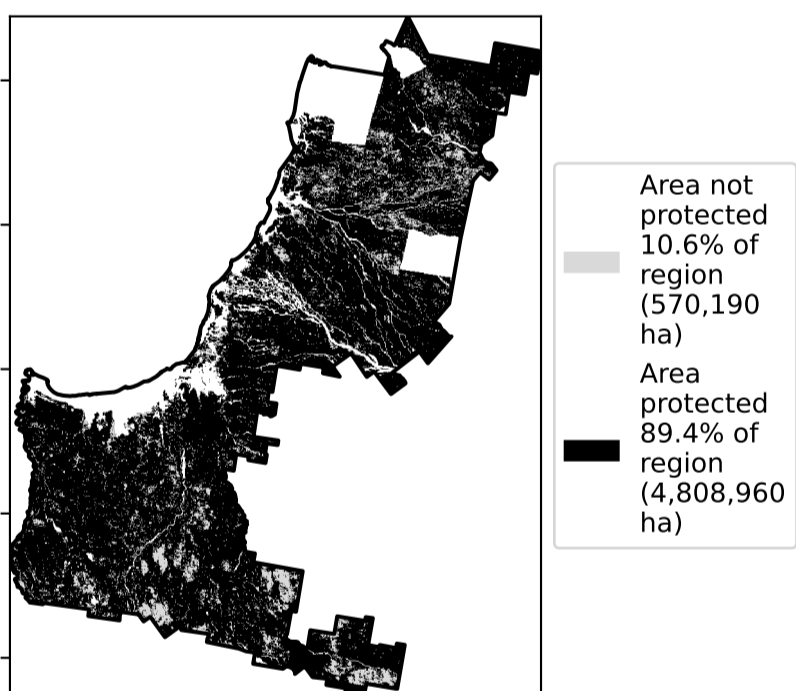 Area not
protected
10.6% of
region
(570,190
ha)
Area
protected
89.4% of
region
(4,808,960
ha)